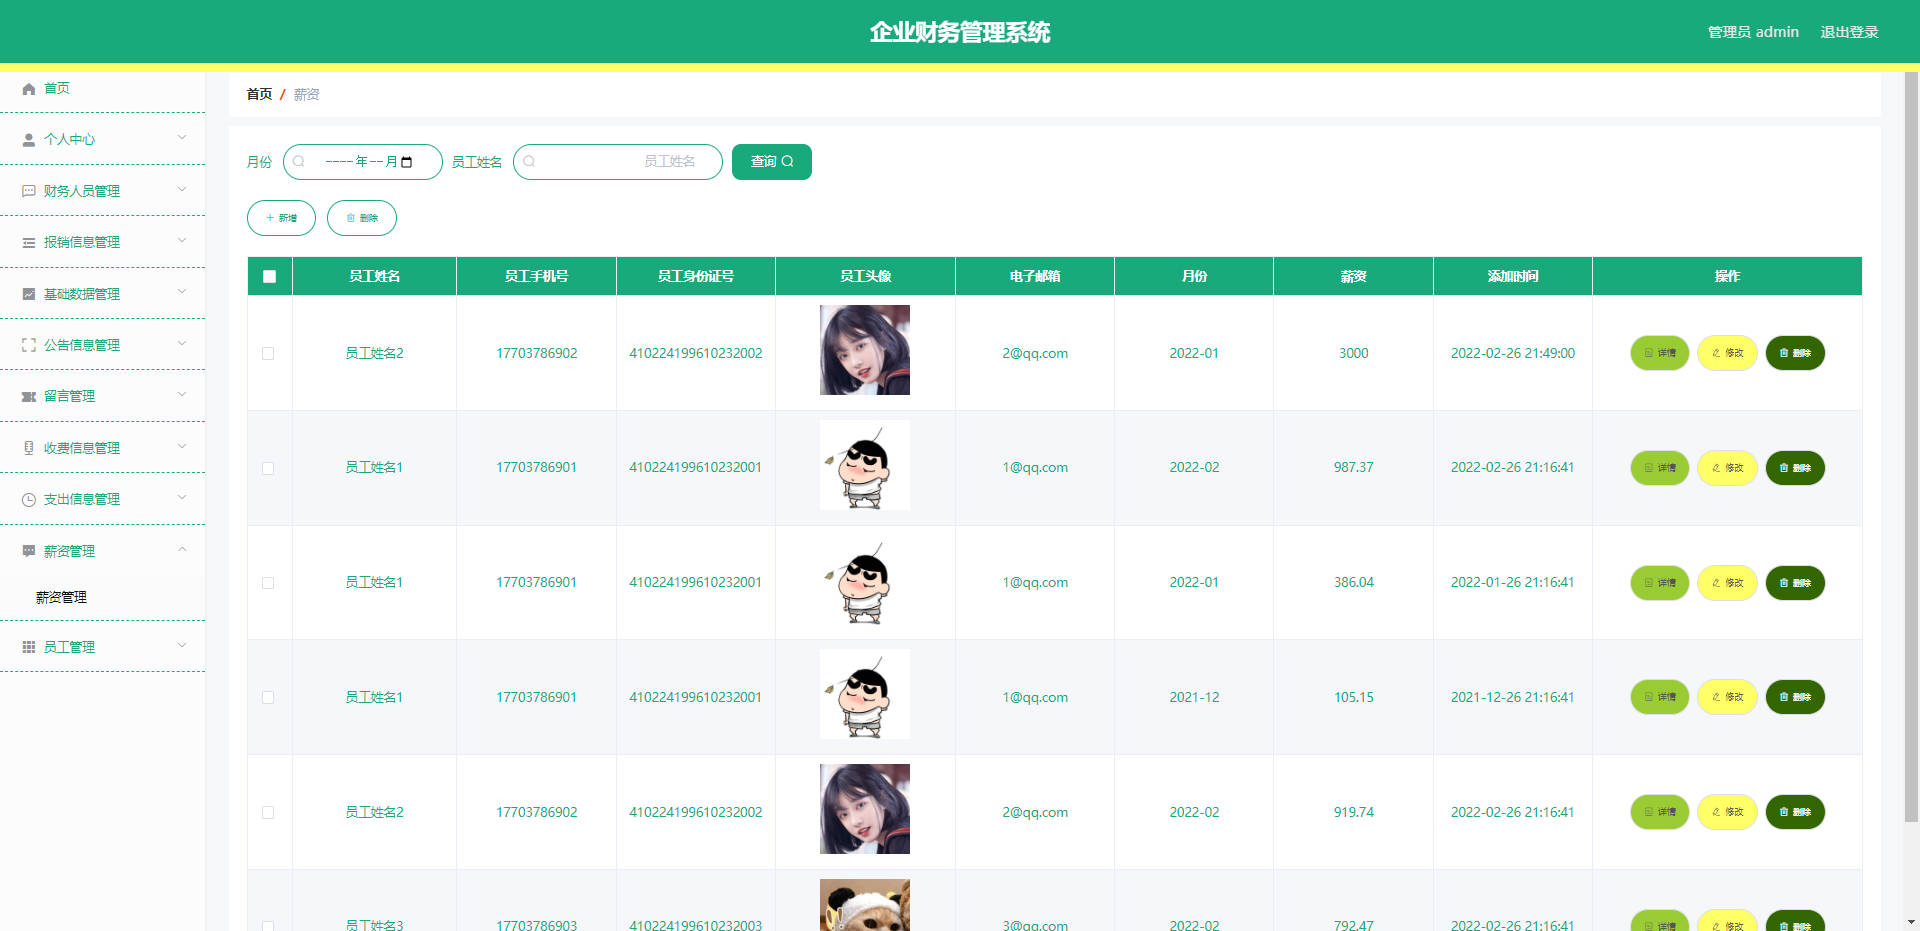 企业财务管理系统
管理员 admin 退出登录
首页
个人中心
财务人员管理
报销信息管理
基础数据管理
公告信息管理
留言管理
收费信息管理
支出信息管理
薪资管理
薪资管理
员工管理
首页 / 薪资
月份 ----年--月 员工姓名 员工姓名 查询
新增 删除
员工姓名 员工手机号 员工身份证号 员工头像 电子邮箱 月份 薪资 添加时间 操作
员工姓名2 17703786902 410224199610232002 2@qq.com 2022-01 3000 2022-02-26 21:49:00 详情 修改 删除
员工姓名1 17703786901 410224199610232001 1@qq.com 2022-02 987.37 2022-02-26 21:16:41 详情 修改 删除
员工姓名1 17703786901 410224199610232001 1@qq.com 2022-01 386.04 2022-01-26 21:16:41 详情 修改 删除
员工姓名1 17703786901 410224199610232001 1@qq.com 2021-12 105.15 2021-12-26 21:16:41 详情 修改 删除
员工姓名2 17703786902 410224199610232002 2@qq.com 2022-02 919.74 2022-02-26 21:16:41 详情 修改 删除
员工姓名3 17703786903 410224199610232003 3@qq.com 2022-02 792.47 2022-02-26 21:16:41 详情 修改 删除